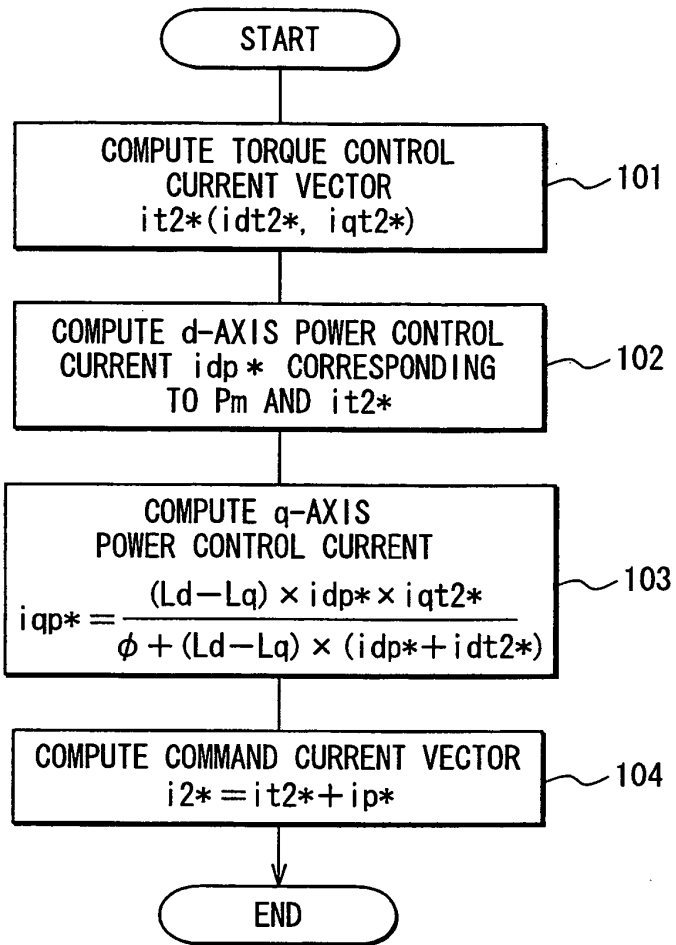 START
COMPUTE TORQUE CONTROL
CURRENT VECTOR
it2*(idt2*, iqt2*)
101
COMPUTE d-AXIS POWER CONTROL
CURRENT idp* CORRESPONDING
TO Pm AND it2*
102
COMPUTE q-AXIS
POWER CONTROL CURRENT
iqp* = (Ld-Lq) × idp* × iqt2* / ϕ + (Ld-Lq) × (idp* + idt2*)
103
COMPUTE COMMAND CURRENT VECTOR
i2* = it2* + ip*
104
END